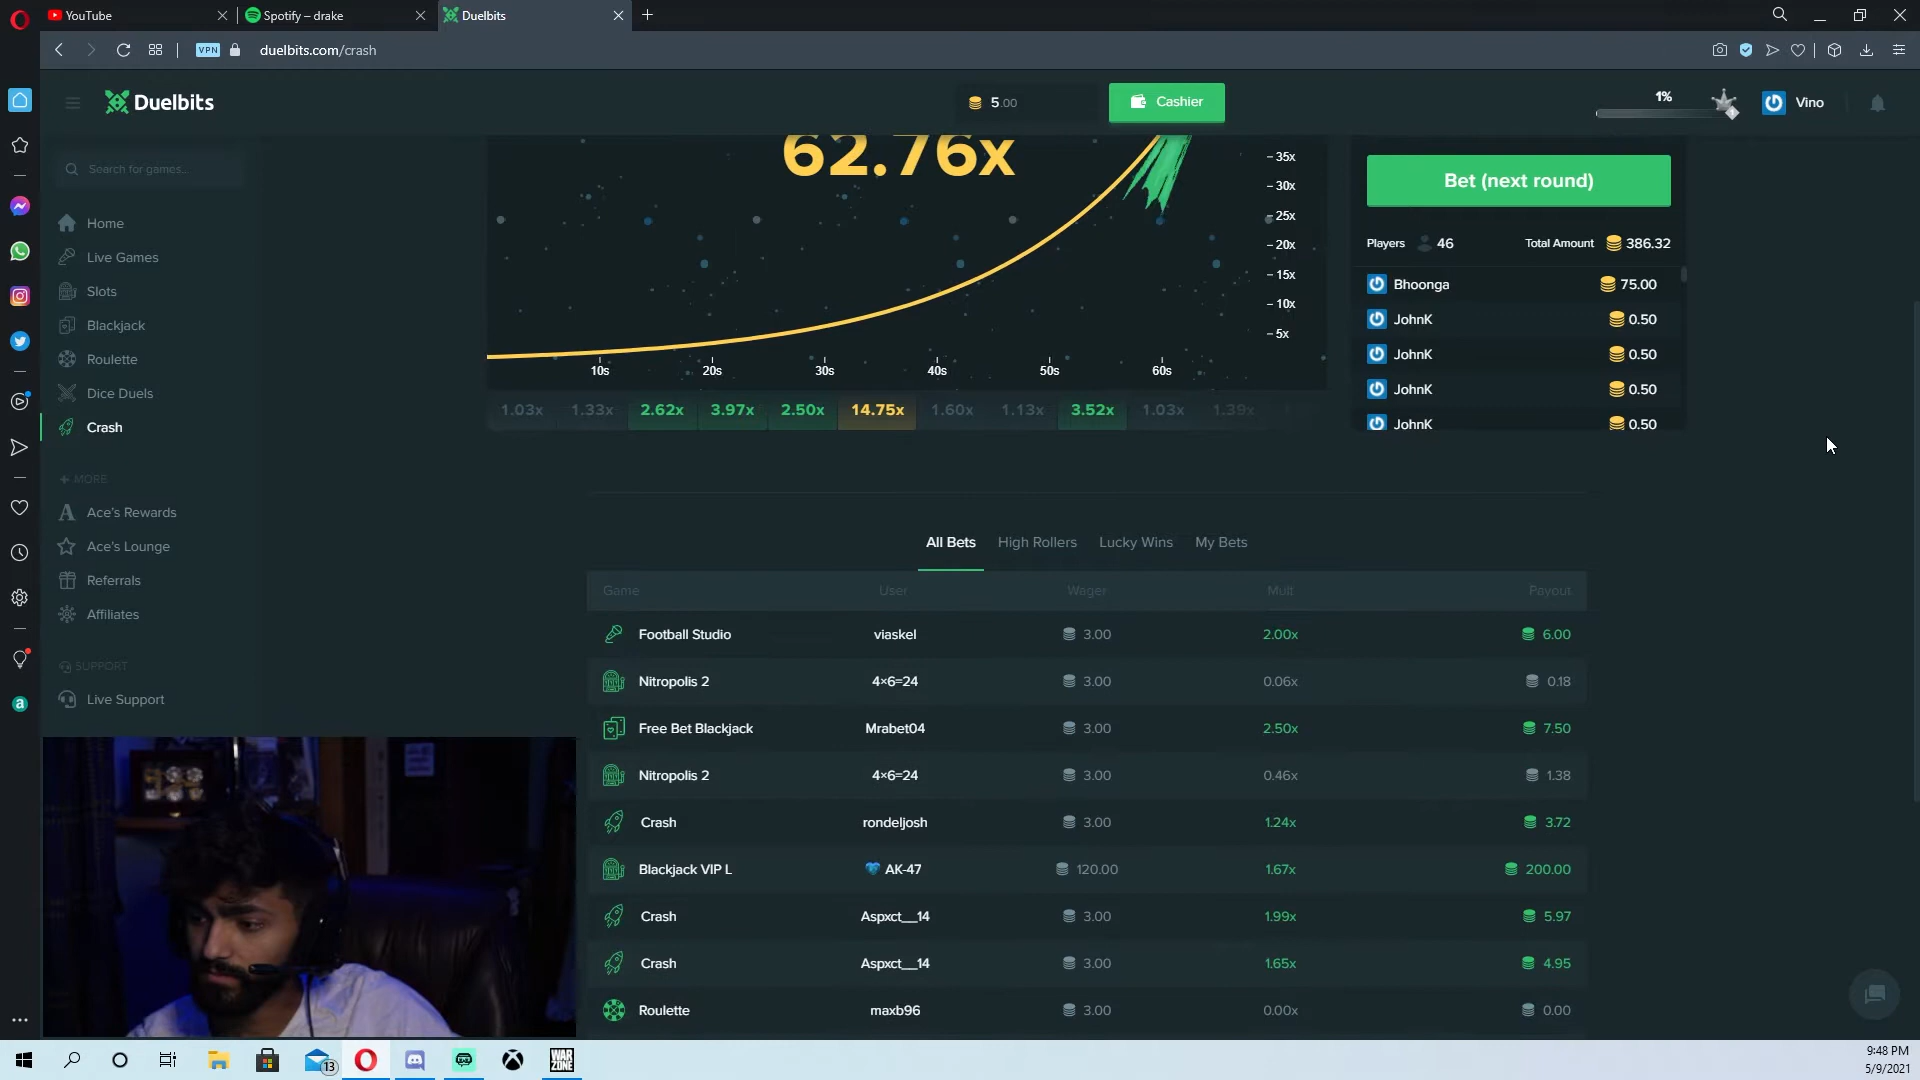 YouTube
Spotify – drake
Duelbits
VPN
duelbits.com/crash
Duelbits
5.00
Cashier
1%
Vino
Search for games...
Home
Live Games
Slots
Blackjack
Roulette
Dice Duels
Crash
MORE
Ace's Rewards
Ace's Lounge
Referrals
Affiliates
SUPPORT
Live Support
62.76x
35x
30x
25x
20x
15x
10x
5x
10s 20s 30s 40s 50s 60s
1.03x 1.33x 2.62x 3.97x 2.50x 14.75x 1.60x 1.13x 3.52x 1.03x 1.39x
Bet (next round)
Players 46 Total Amount 386.32
Bhoonga 75.00
JohnK 0.50
JohnK 0.50
JohnK 0.50
JohnK 0.50
All Bets High Rollers Lucky Wins My Bets
Game User Wager Mult Payout
Football Studio viaskel 3.00 2.00x 6.00
Nitropolis 2 4×6=24 3.00 0.06x 0.18
Free Bet Blackjack Mrabet04 3.00 2.50x 7.50
Nitropolis 2 4×6=24 3.00 0.46x 1.38
Crash rondeljosh 3.00 1.24x 3.72
Blackjack VIP L AK-47 120.00 1.67x 200.00
Crash Aspxct__14 3.00 1.99x 5.97
Crash Aspxct__14 3.00 1.65x 4.95
Roulette maxb96 3.00 0.00x 0.00
13
WAR
ZONE
9:48 PM
5/9/2021